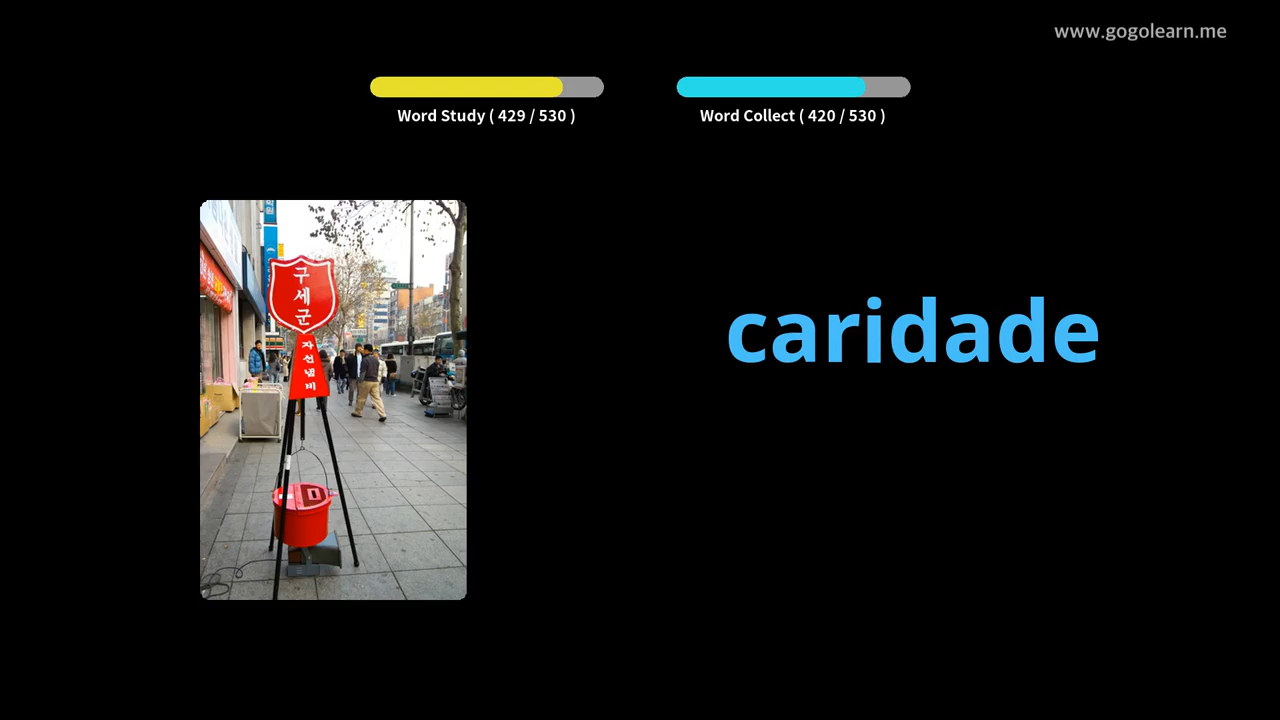 www.gogolearn.me
Word Study ( 429 / 530 )
Word Collect ( 420 / 530 )
구
세
군
자
선
냄
비
caridade